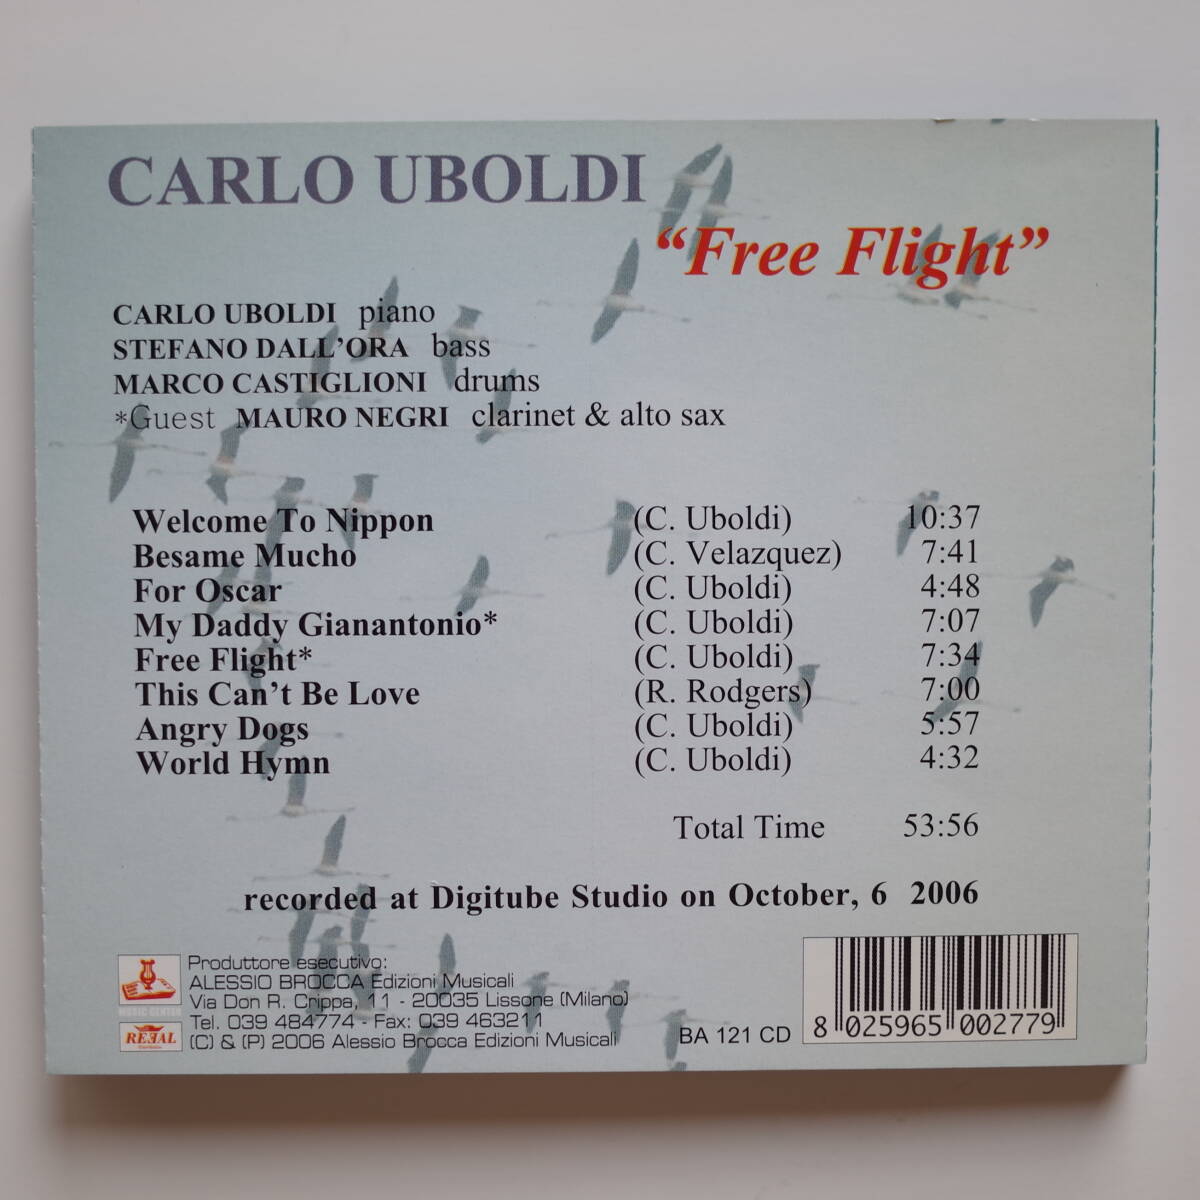 CARLO UBOLDI
“Free Flight”
CARLO UBOLDI piano
STEFANO DALL’ORA bass
MARCO CASTIGLIONI drums
*Guest MAURO NEGRI clarinet & alto sax
Welcome To Nippon (C. Uboldi) 10:37
Besame Mucho (C. Velazquez) 7:41
For Oscar (C. Uboldi) 4:48
My Daddy Gianantonio* (C. Uboldi) 7:07
Free Flight* (C. Uboldi) 7:34
This Can’t Be Love (R. Rodgers) 7:00
Angry Dogs (C. Uboldi) 5:57
World Hymn (C. Uboldi) 4:32
Total Time 53:56
recorded at Digitube Studio on October, 6 2006
Produttore esecutivo:
ALESSIO BROCCA Edizioni Musicali
Via Don R. Crippa, 11 - 20035 Lissone (Milano)
Tel. 039 484774 - Fax: 039 463211
(C) & (P) 2006 Alessio Brocca Edizioni Musicali
MUSIC CENTER
REEAL
BA 121 CD
8 025965 002779